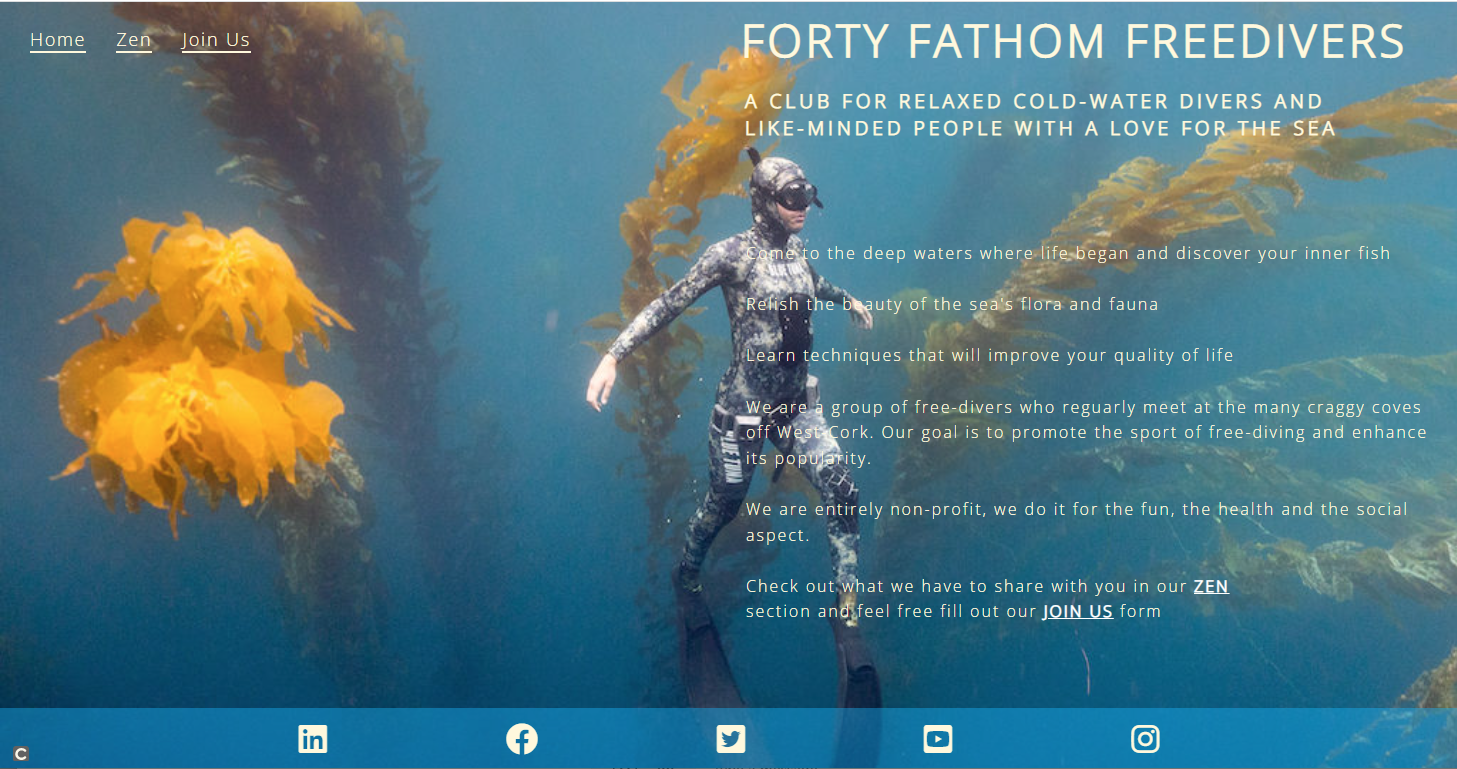 Home Zen Join Us
FORTY FATHOM FREEDIVERS
A CLUB FOR RELAXED COLD-WATER DIVERS AND
LIKE-MINDED PEOPLE WITH A LOVE FOR THE SEA
Come to the deep waters where life began and discover your inner fish
Relish the beauty of the sea's flora and fauna
Learn techniques that will improve your quality of life
We are a group of free-divers who reguarly meet at the many craggy coves
off West Cork. Our goal is to promote the sport of free-diving and enhance
its popularity.
We are entirely non-profit, we do it for the fun, the health and the social
aspect.
Check out what we have to share with you in our ZEN
section and feel free fill out our JOIN US form
in
f
C